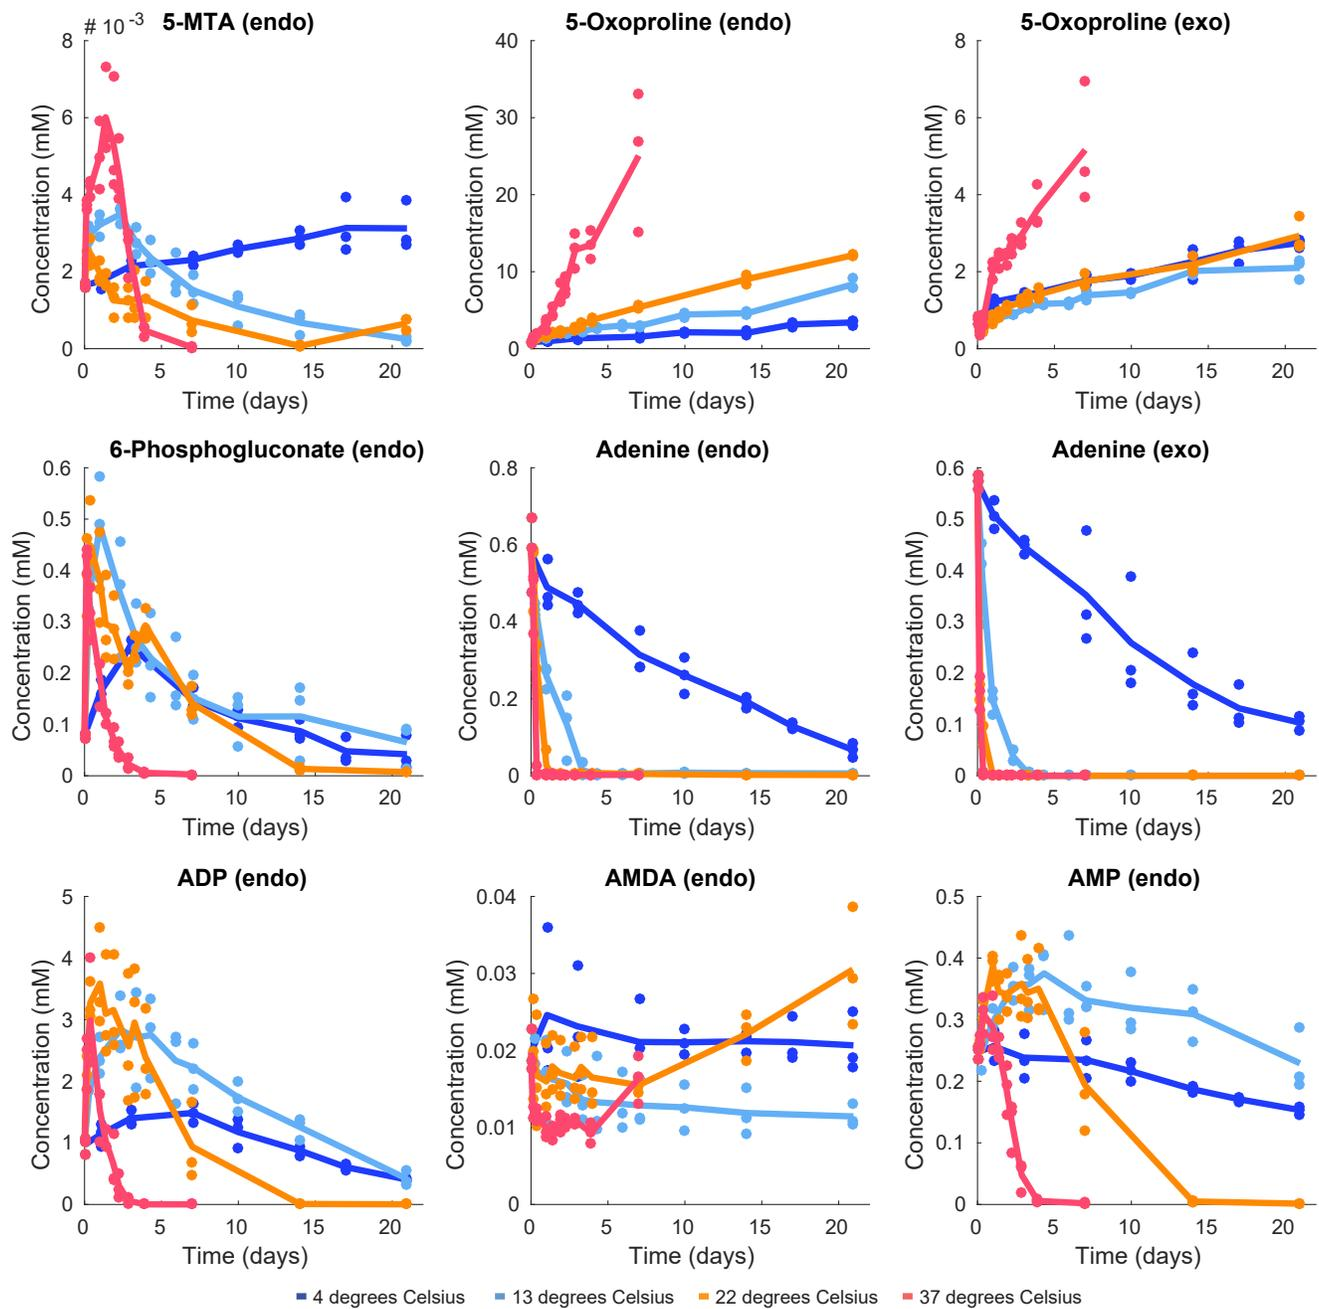 # 10 -3
5-MTA (endo)
8
6
4
2
0
Concentration (mM)
0 5 10 15 20
Time (days)
5-Oxoproline (endo)
40
30
20
10
0
Concentration (mM)
0 5 10 15 20
Time (days)
5-Oxoproline (exo)
8
6
4
2
0
Concentration (mM)
0 5 10 15 20
Time (days)
6-Phosphogluconate (endo)
0.6
0.5
0.4
0.3
0.2
0.1
0
Concentration (mM)
0 5 10 15 20
Time (days)
Adenine (endo)
0.8
0.6
0.4
0.2
0
Concentration (mM)
0 5 10 15 20
Time (days)
Adenine (exo)
0.6
0.5
0.4
0.3
0.2
0.1
0
Concentration (mM)
0 5 10 15 20
Time (days)
ADP (endo)
5
4
3
2
1
0
Concentration (mM)
0 5 10 15 20
Time (days)
AMDA (endo)
0.04
0.03
0.02
0.01
0
Concentration (mM)
0 5 10 15 20
Time (days)
AMP (endo)
0.5
0.4
0.3
0.2
0.1
0
Concentration (mM)
0 5 10 15 20
Time (days)
4 degrees Celsius 13 degrees Celsius 22 degrees Celsius 37 degrees Celsius